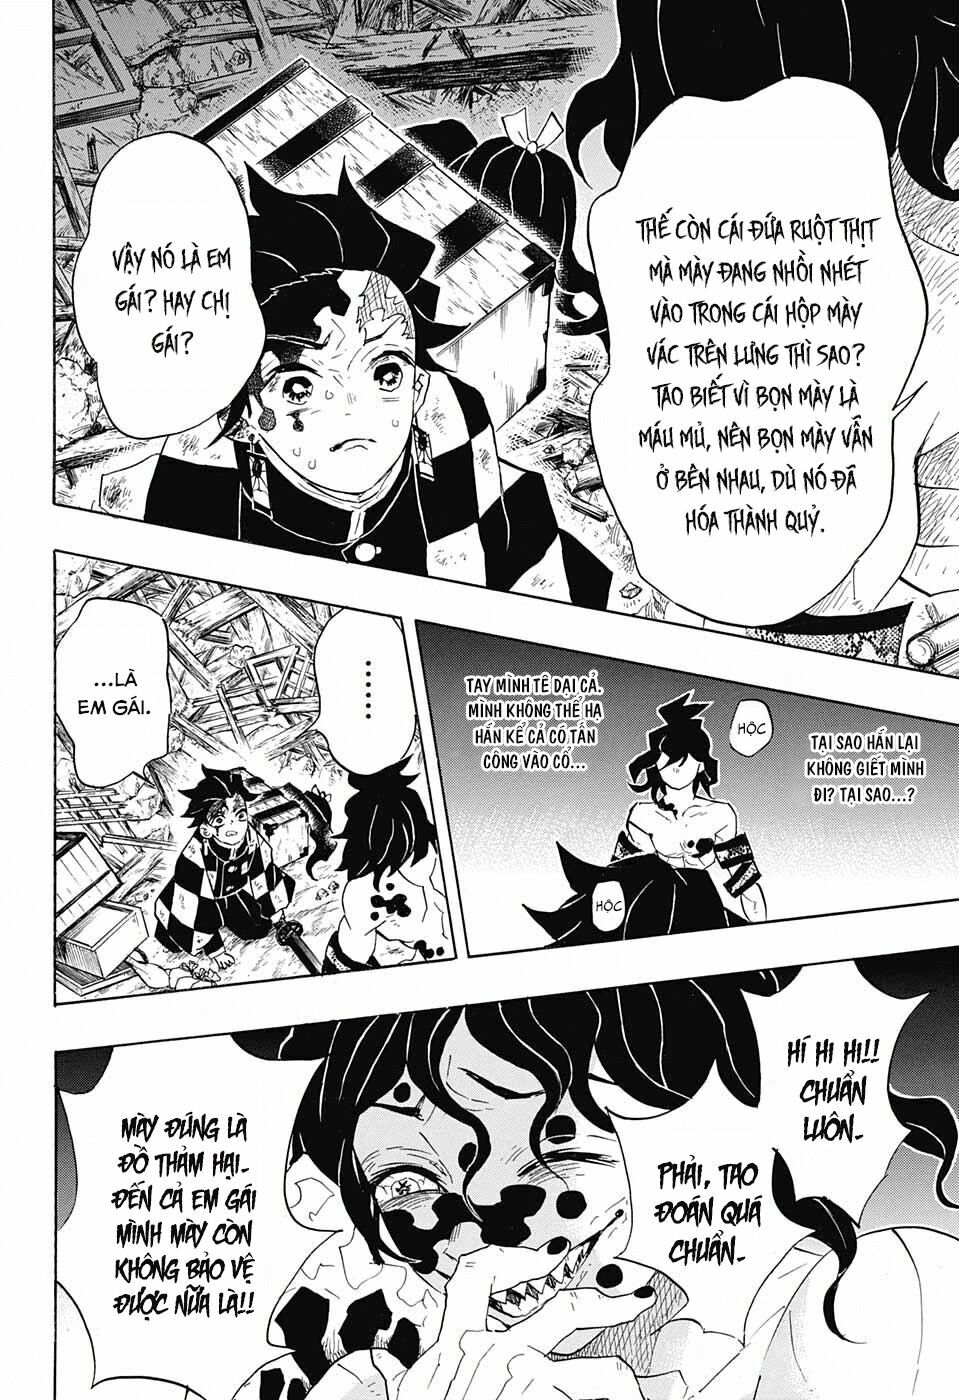 THẾ CÒN CÁI ĐỨA RUỘT THỊT
MÀ MÀY ĐANG NHỒI NHÉT
VÀO TRONG CÁI HỘP MÀY
VÁC TRÊN LƯNG THÌ SAO?
TAO BIẾT VÌ BỌN MÀY LÀ
MÁU MỦ, NÊN BỌN MÀY VẪN
Ở BÊN NHAU, DÙ NÓ ĐÃ
HÓA THÀNH QUỶ.
VẬY NÓ LÀ EM
GÁI? HAY CHỊ
GÁI?
TẠI SAO HẮN LẠI
KHÔNG GIẾT MÌNH
ĐI? TẠI SAO...?
HỘC
HỘC
TAY MÌNH TÊ DẠI CẢ.
MÌNH KHÔNG THỂ HẠ
HẮN KỂ CẢ CÓ TẤN
CÔNG VÀO CỔ...
......
...LÀ
EM GÁI.
HÍ HI HI!!
CHUẨN
LUÔN.
PHẢI, TAO
ĐOÁN QUÁ
CHUẨN.
MÀY ĐÚNG LÀ
ĐỒ THẢM HẠI.
ĐẾN CẢ EM GÁI
MÌNH MÀY CÒN
KHÔNG BẢO VỆ
ĐƯỢC NỮA LÀ!!